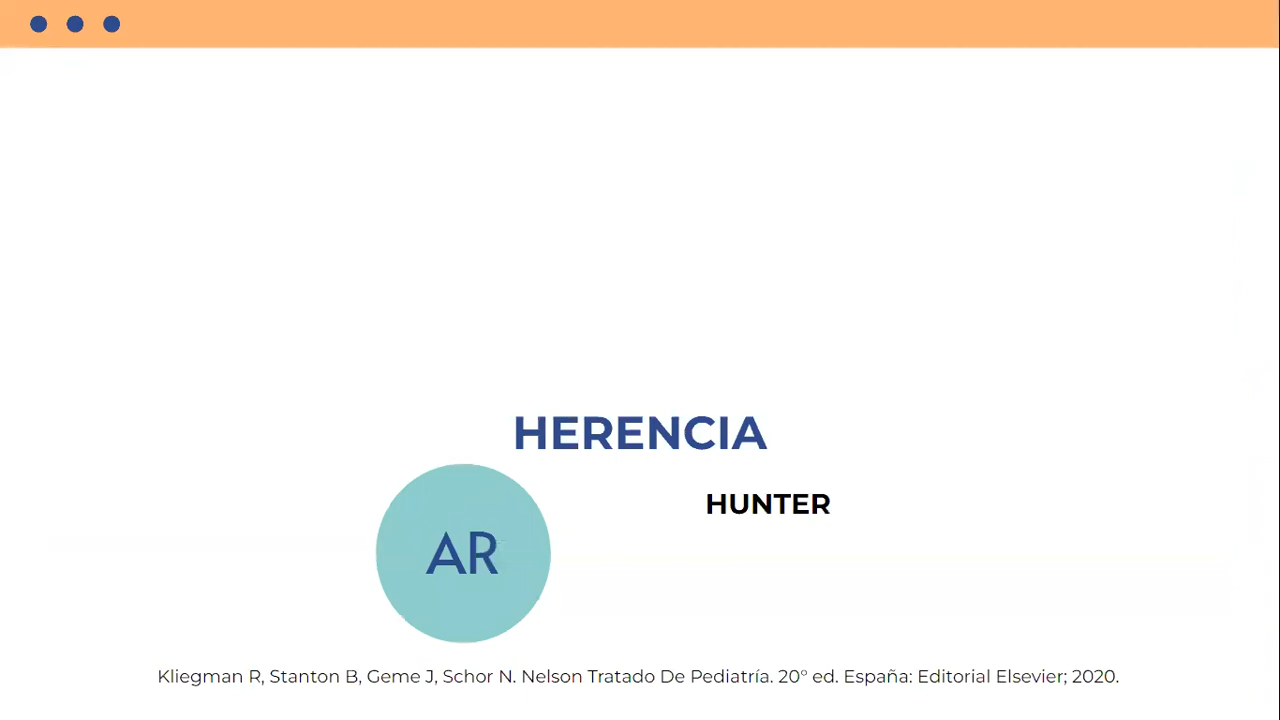 HERENCIA
HUNTER
AR
Kliegman R, Stanton B, Geme J, Schor N. Nelson Tratado De Pediatría. 20° ed. España: Editorial Elsevier; 2020.